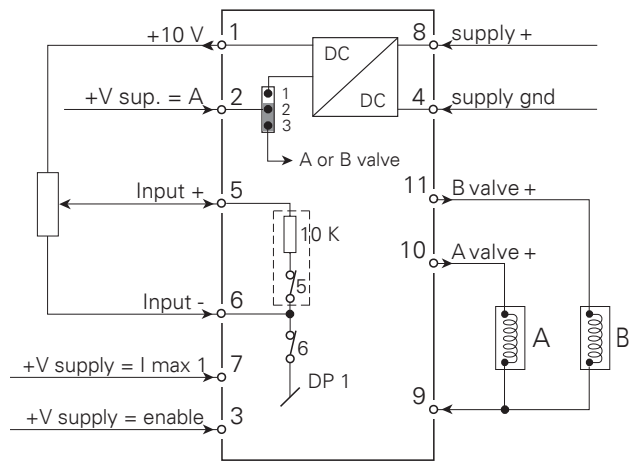 +10 V
1
DC
DC
8
supply +
+V sup. = A
2
1
2
3
4
supply gnd
A or B valve
Input +
5
10 K
5
11
B valve +
10
A valve +
Input -
6
6
A
B
+V supply = I max 1
7
DP 1
+V supply = enable
3
9